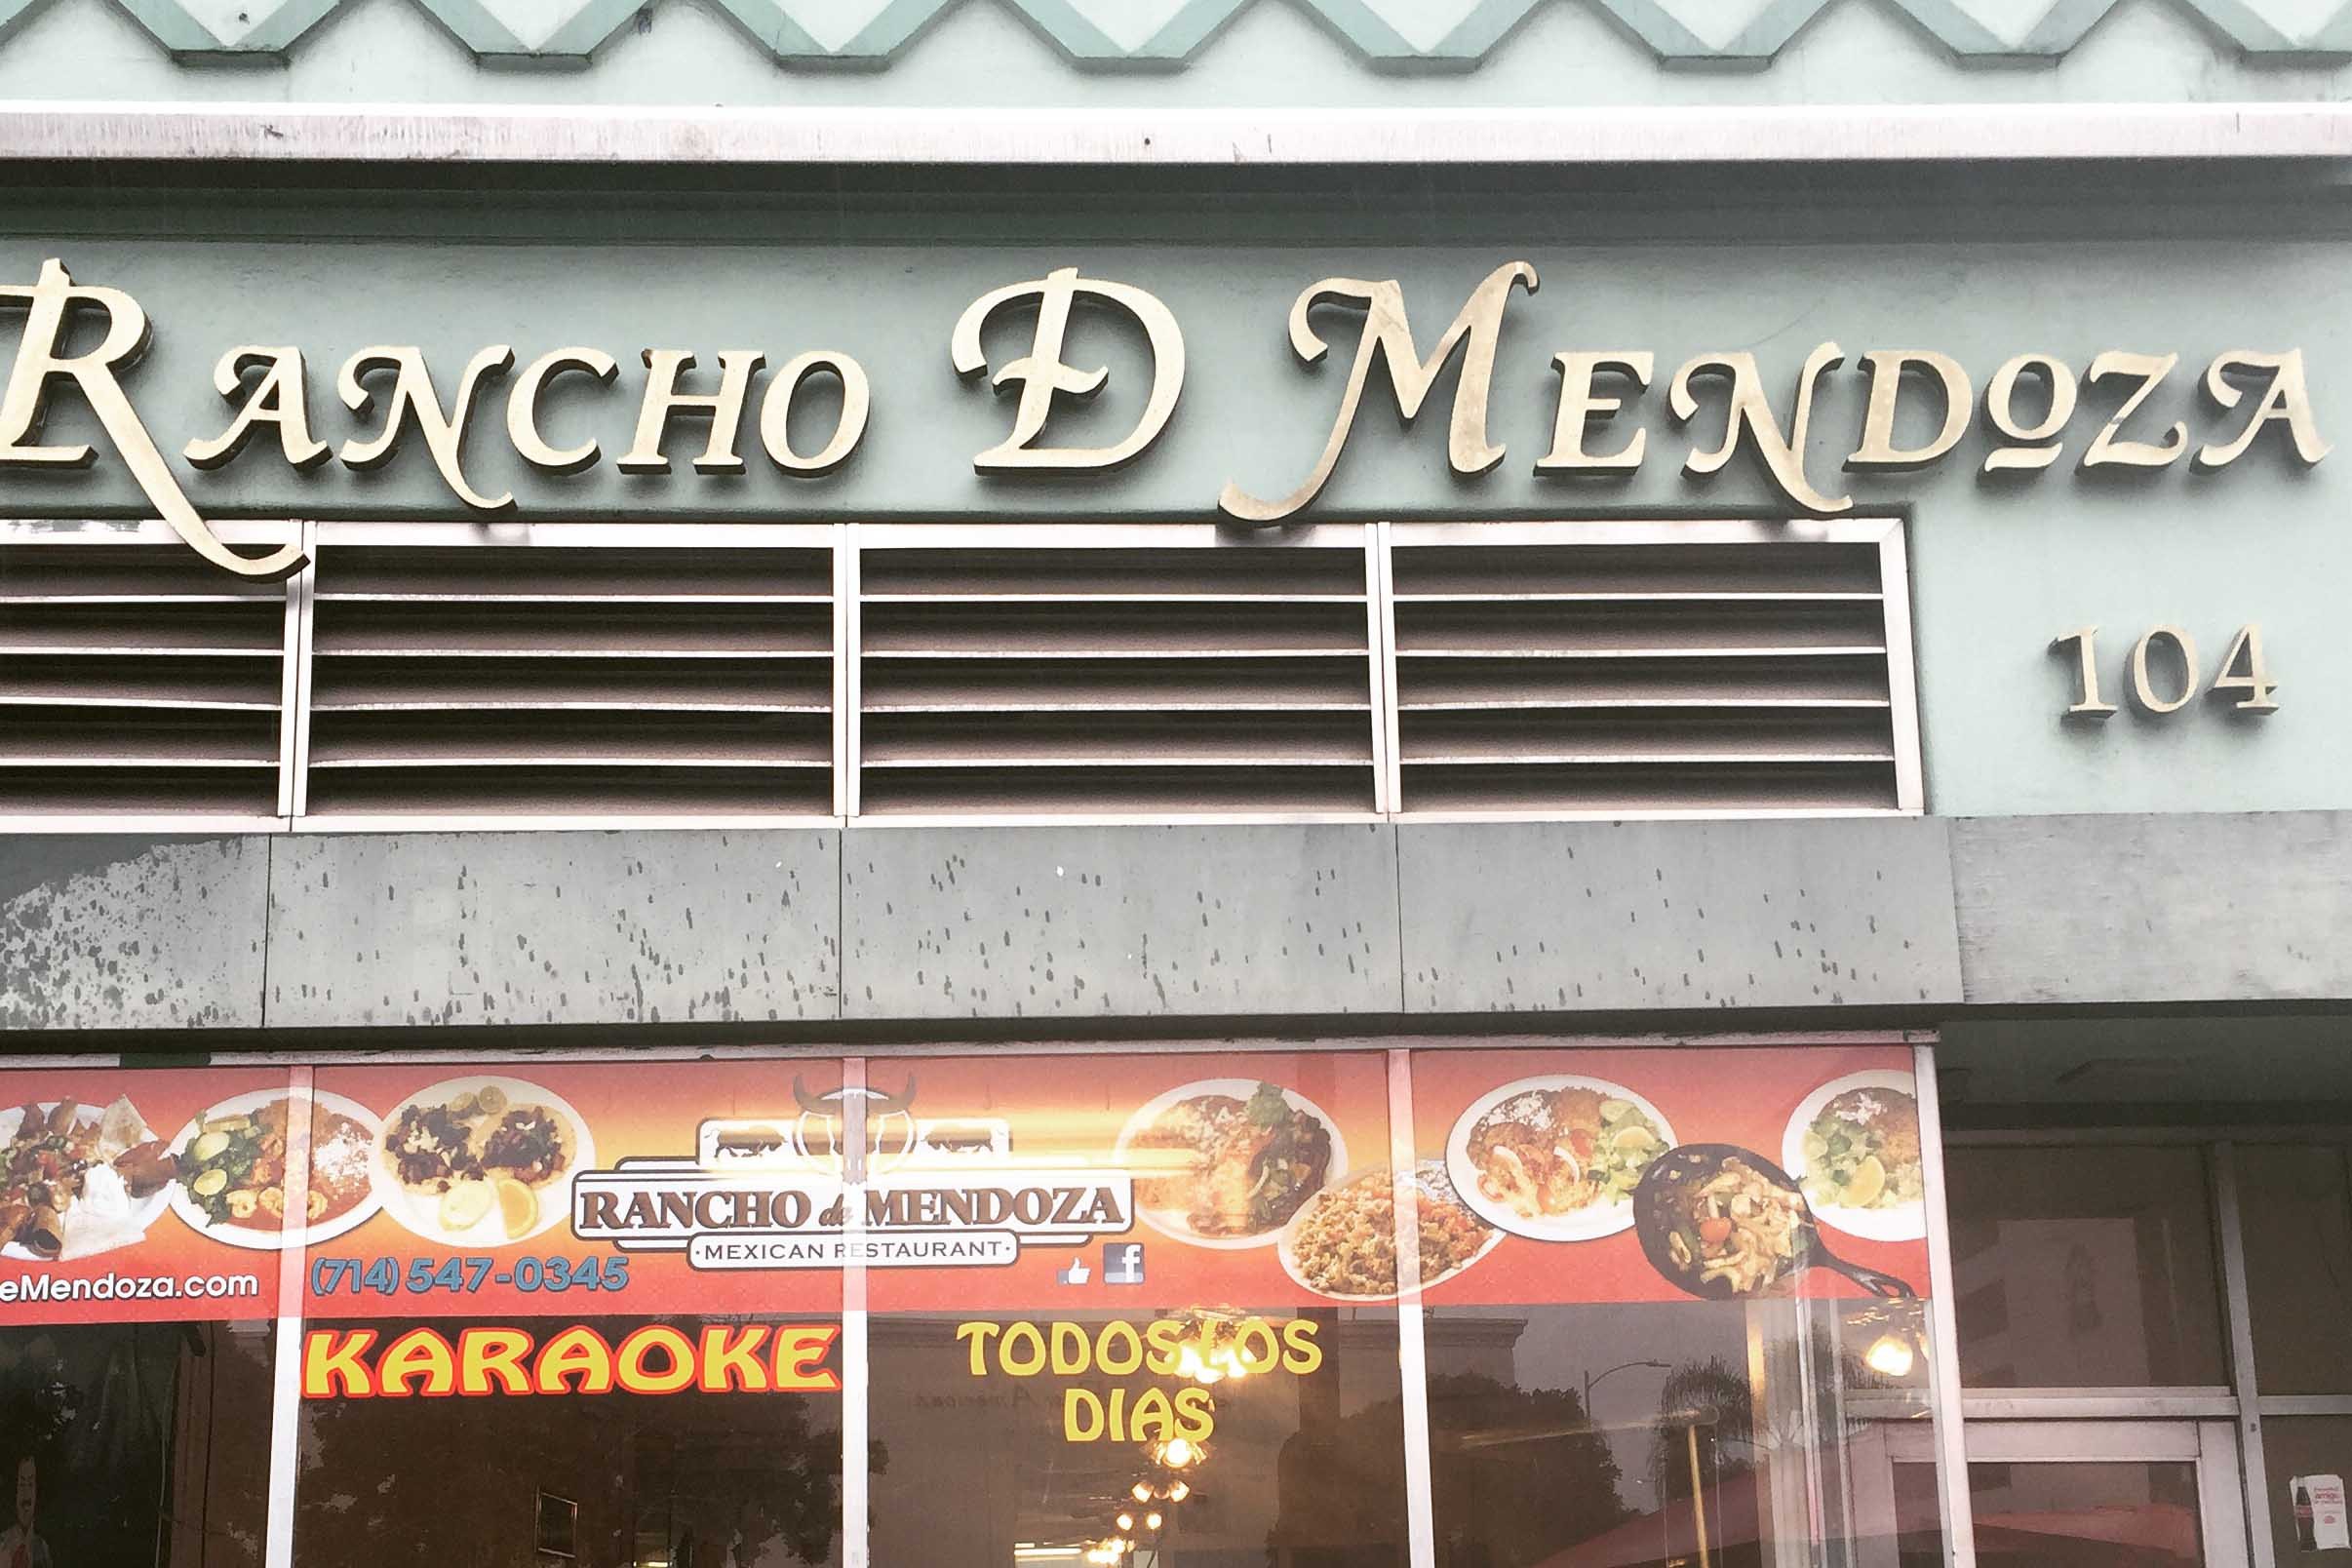 RANCHO D MENDOZA
104
RANCHO de MENDOZA
·MEXICAN RESTAURANT·
eMendoza.com
(714) 547-0345
f
KARAOKE
TODOS LOS
DIAS